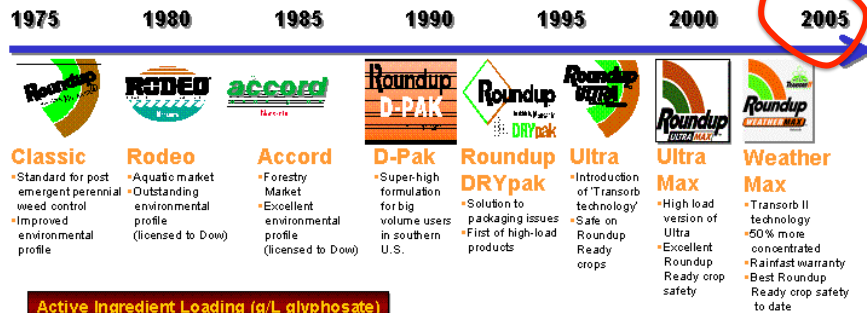 1975 1980 1985 1990 1995 2000 2005
Roundup
RODEO
accord
Roundup
D-PAK
Roundup
DRYpak
Roundup
ULTRA
Roundup
ULTRA MAX
TRANSORB II
Roundup
WEATHERMAX
Classic
Standard for post
emergent perennial
weed control
Improved
environmental
profile
Rodeo
Aquatic market
Outstanding
environmental
profile
(licensed to Dow)
Accord
Forestry
Market
Excellent
environmental
profile
(licensed to Dow)
D-Pak
Super-high
formulation
for big
volume users
in southern
U.S.
Roundup
DRYpak
Solution to
packaging issues
First of high-load
products
Ultra
Introduction
of 'Transorb
technology'
Safe on
Roundup
Ready
crops
Ultra
Max
High load
version of
Ultra
Excellent
Roundup
Ready crop
safety
Weather
Max
Transorb II
technology
50% more
concentrated
Rainfast warranty
Best Roundup
Ready crop safety
to date
Active Ingredient Loading (g/L glyphosate)